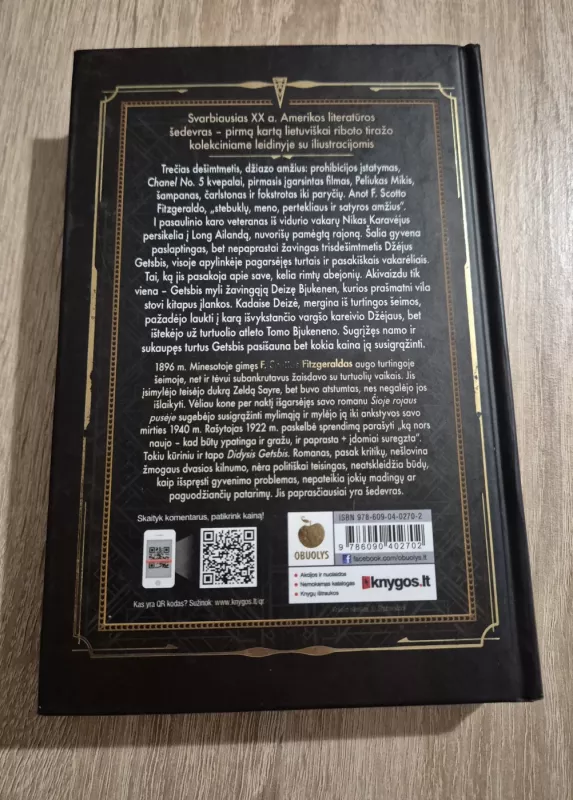 Svarbiausias XX a. Amerikos literatūros
šedevras – pirmą kartą lietuviškai riboto tiražo
kolekciniame leidinyje su iliustracijomis
Trečias dešimtmetis, džiazo amžius: prohibicijos įstatymas,
Chanel No. 5 kvepalai, pirmasis įgarsintas filmas, Peliukas Mikis,
šampanas, čarlstonas ir fokstrotas iki paryčių. Anot F. Scotto
Fitzgeraldo, „stebuklų, meno, pertekliaus ir satyros amžius“.
I pasaulinio karo veteranas iš vidurio vakarų Nikas Karavėjus
persikelia į Long Ailandą, nuvorišų pamėgtą rajoną. Šalia gyvena
paslaptingas, bet nepaprastai žavingas trisdešimtmetis Džėjus
Getsbis, visoje apylinkėje pagarsėjęs turtais ir pasakiškais vakarėliais.
Tai, ką jis pasakoja apie save, kelia rimtų abejonių. Akivaizdu tik
viena – Getsbis myli žavingąją Deizę Bjukenen, kurios prašmatni vila
stovi kitapus įlankos. Kadaise Deizė, mergina iš turtingos šeimos,
pažadėjo laukti į karą išvykstančio vargšo kareivio Džėjaus, bet
ištekėjo už turtuolio atleto Tomo Bjukeneno. Sugrįžęs namo ir
sukaupęs turtus Getsbis pasišauna bet kokia kaina ją susigrąžinti.
1896 m. Minesotoje gimęs F. Fitzgeraldas augo turtingoje
šeimoje, net ir tėvui subankrutavus žaisdavo su turtuolių vaikais. Jis
įsimylėjo teisėjo dukrą Zeldą Sayre, bet buvo atstumtas, nes negalėjo jos
išlaikyti. Vėliau kone per naktį išgarsėjęs savo romanu Šioje rojaus
pusėje sugebėjo susigrąžinti mylimąją ir mylėjo ją iki ankstyvos savo
mirties 1940 m. Rašytojas 1922 m. paskelbė sprendimą parašyti „ką nors
naujo – kad būtų ypatinga ir gražu, ir paprasta + įdomiai suregzta“.
Tokiu kūriniu ir tapo Didysis Getsbis. Romanas, pasak kritikų, nešlovina
žmogaus dvasios kilnumo, nėra politiškai teisingas, neatskleidžia būdų,
kaip išspręsti gyvenimo problemas, nepateikia jokių madingų ar
paguodžiančių patarimų. Jis paprasčiausiai yra šedevras.
Skaityk komentarus, patikrink kainą!
Kas yra QR kodas? Sužinok www.knygos.lt/qr
OBUOLYS
ISBN 978-609-04-0270-2
9 786090 402702
facebook.com/obuolys.lt
Akcijos ir nuolaidos
Nemokamas katalogas
Knygų ištraukos
knygos.lt